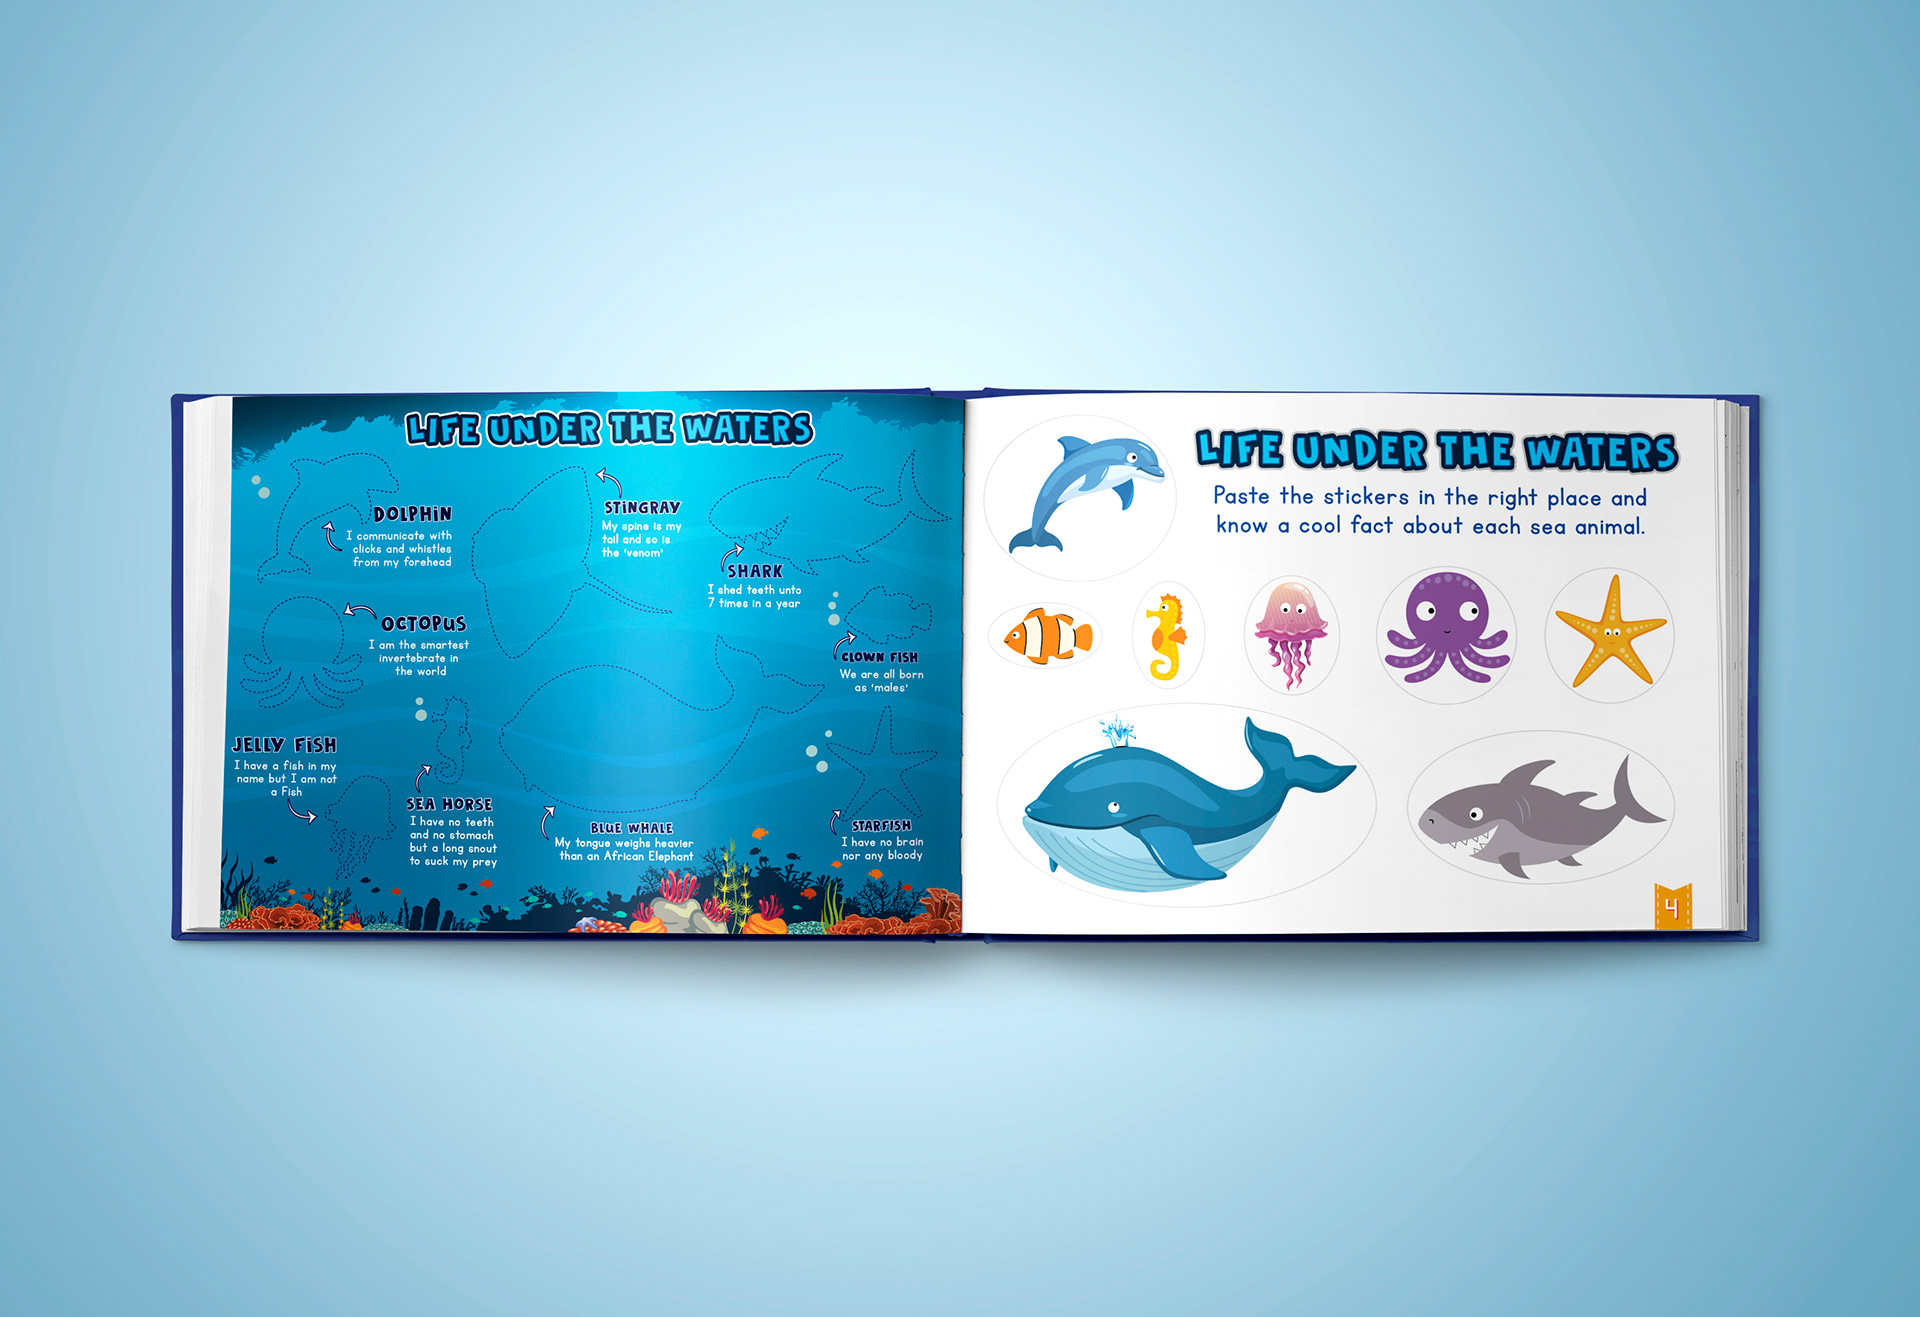 LIFE UNDER THE WATERS
DOLPHIN
I communicate with
clicks and whistles
from my forehead
STINGRAY
My spine is my
tail and so is
the 'venom'
SHARK
I shed teeth unto
7 times in a year
OCTOPUS
I am the smartest
invertebrate in
the world
CLOWN FISH
We are all born
as 'males'
JELLY FISH
I have a fish in my
name but I am not
a Fish
SEA HORSE
I have no teeth
and no stomach
but a long snout
to suck my prey
BLUE WHALE
My tongue weighs heavier
than an African Elephant
STARFISH
I have no brain
nor any bloody
LIFE UNDER THE WATERS
Paste the stickers in the right place and
know a cool fact about each sea animal.
4